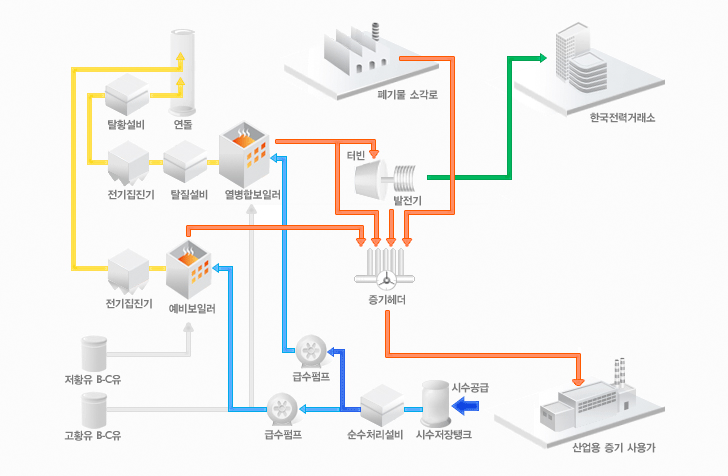 폐기물 소각로
한국전력거래소
탈황설비
연돌
터빈
발전기
전기집진기
탈질설비
열병합보일러
전기집진기
예비보일러
증기헤더
저황유 B-C유
급수펌프
시수공급
고황유 B-C유
급수펌프
순수처리설비
시수저장탱크
산업용 증기 사용가